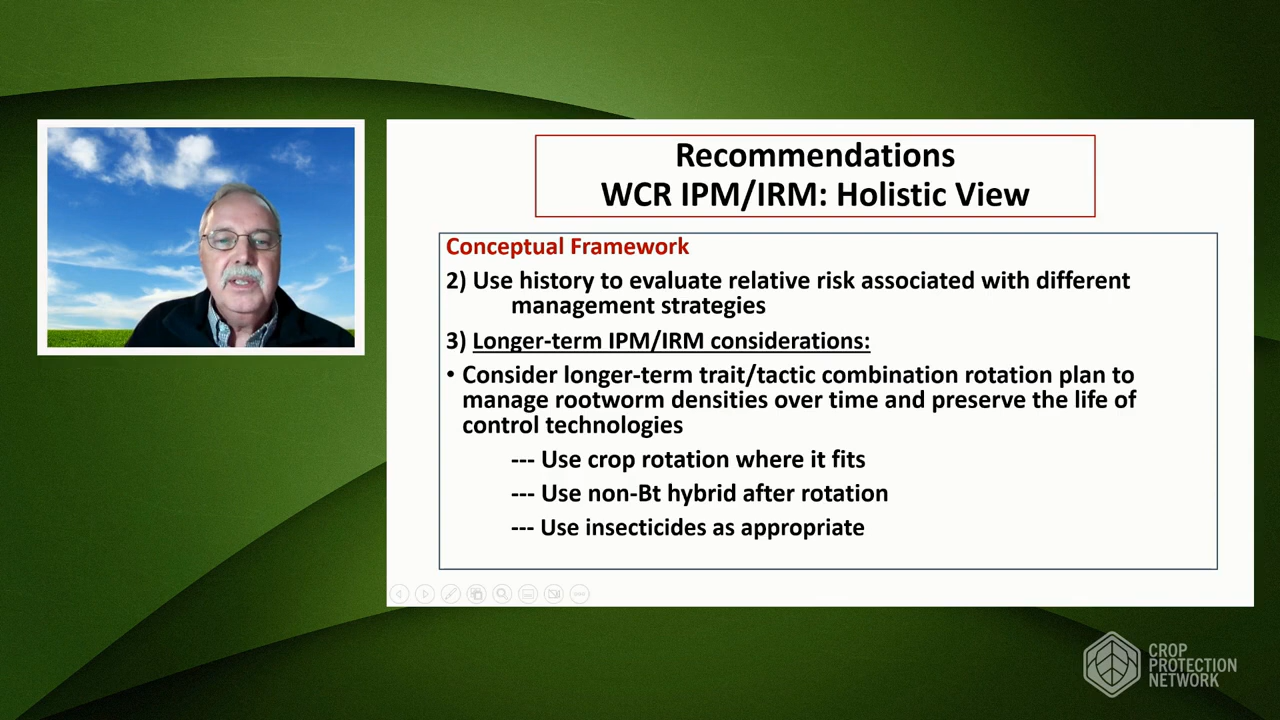 Recommendations
WCR IPM/IRM: Holistic View
Conceptual Framework
2) Use history to evaluate relative risk associated with different
management strategies
3) Longer-term IPM/IRM considerations:
• Consider longer-term trait/tactic combination rotation plan to
manage rootworm densities over time and preserve the life of
control technologies
--- Use crop rotation where it fits
--- Use non-Bt hybrid after rotation
--- Use insecticides as appropriate
CROP
PROTECTION
NETWORK